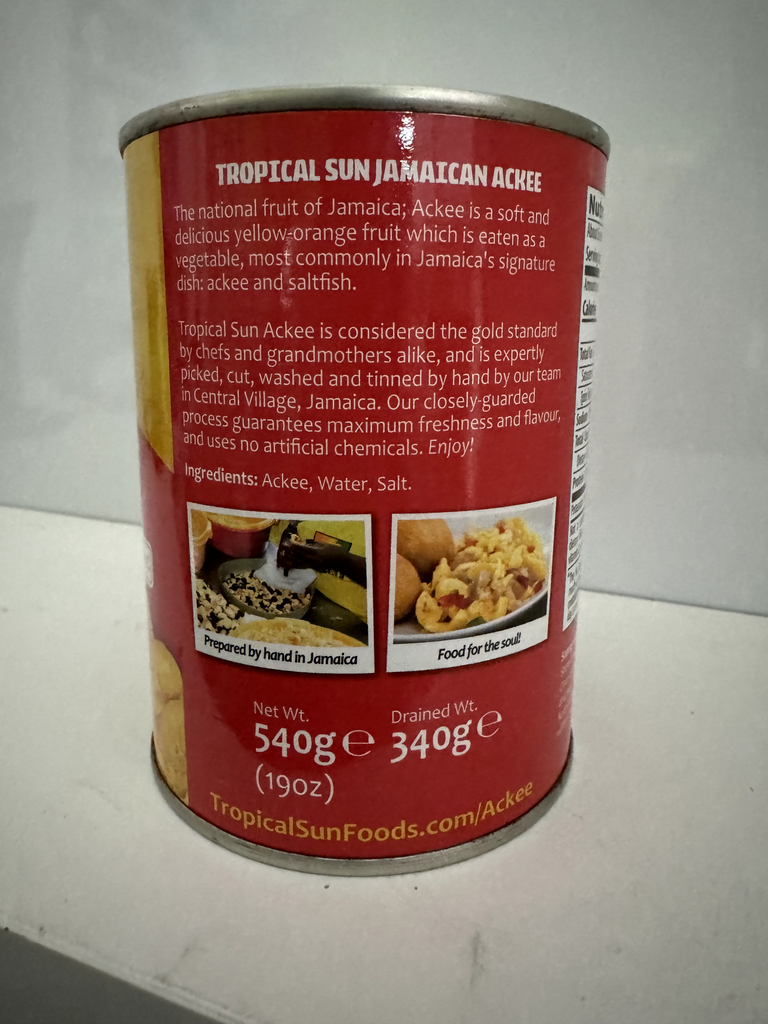 TROPICAL SUN JAMAICAN ACKEE
The national fruit of Jamaica; Ackee is a soft and
delicious yellow-orange fruit which is eaten as a
vegetable, most commonly in Jamaica's signature
dish: ackee and saltfish.
Tropical Sun Ackee is considered the gold standard
by chefs and grandmothers alike, and is expertly
picked, cut, washed and tinned by hand by our team
in Central Village, Jamaica. Our closely-guarded
process guarantees maximum freshness and flavour,
and uses no artificial chemicals. Enjoy!
Ingredients: Ackee, Water, Salt.
Prepared by hand in Jamaica
Food for the soul!
Net Wt.
540g℮
(19oz)
Drained Wt.
340g℮
TropicalSunFoods.com/Ackee